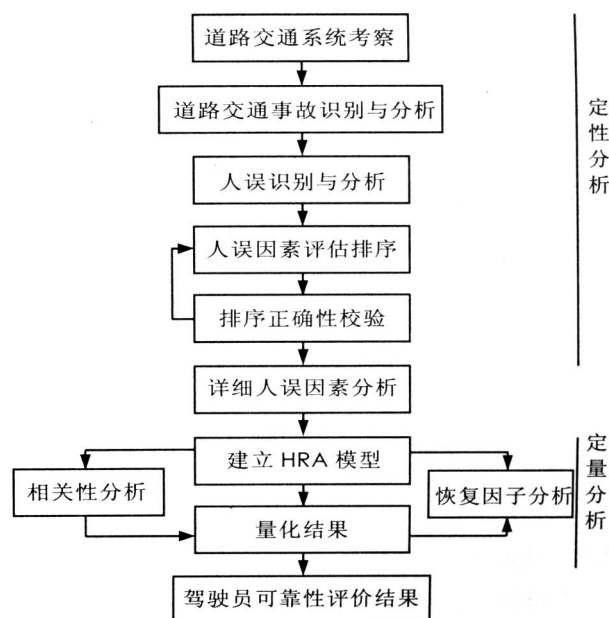 道路交通系统考察
道路交通事故识别与分析
人误识别与分析
人误因素评估排序
排序正确性校验
详细人误因素分析
建立 HRA 模型
相关性分析
恢复因子分析
量化结果
驾驶员可靠性评价结果
定性分析
定量分析